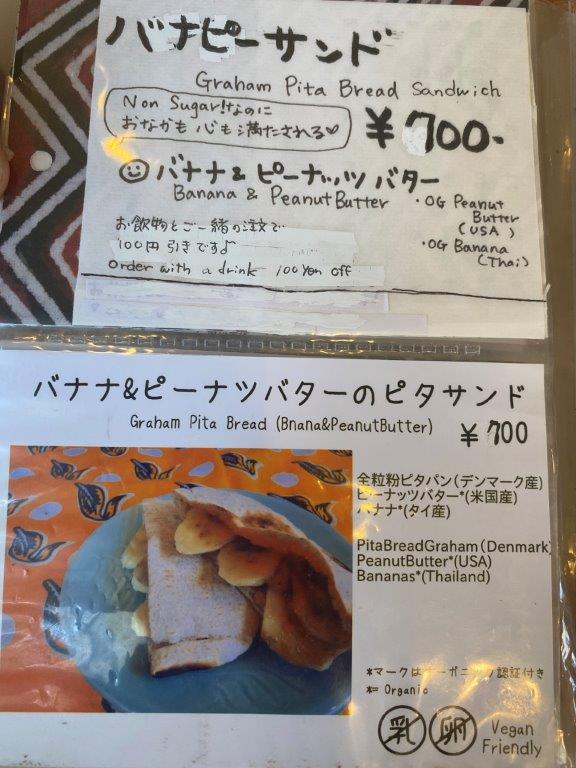 バナピーサンド
Graham Pita Bread Sandwich
Non Sugar!なのに
おなかも心も満たされる♡
¥700-
バナナ & ピーナッツ バター
Banana & Peanut Butter
・OG Peanut
Butter
(USA)
・OG Banana
(Thai)
お飲物とご一緒の注文で
100円引きです♪
Order with a drink 100yen off
バナナ&ピーナツバターのピタサンド
Graham Pita Bread (Bnana&PeanutButter)
¥700
全粒粉ピタパン(デンマーク産)
ピーナッツバター*(米国産)
バナナ*(タイ産)
PitaBreadGraham(Denmark)
PeanutButter*(USA)
Bananas*(Thailand)
*マークはオーガニック認証付き
*= Organic
乳 卵
Vegan
Friendly